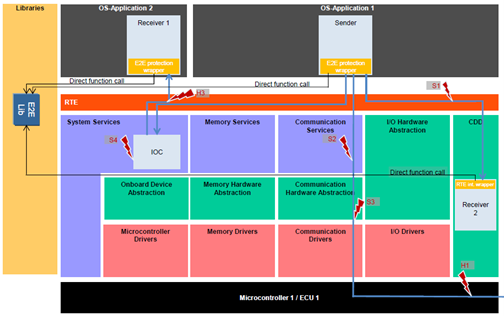 Libraries
OS-Application 2
OS-Application 1
Receiver 1
Sender
E2E protection
wrapper
E2E protection
wrapper
Direct function call
Direct function call
E2E
Lib
H3
S1
RTE
System Services
Memory Services
Communication
Services
I/O Hardware
Abstraction
CDD
S4
IOC
S2
Direct function call
Onboard Device
Abstraction
Memory Hardware
Abstraction
Communication
Hardware Abstraction
RTE int wrapper
S3
Receiver
2
Microcontroller
Drivers
Memory Drivers
Communication
Drivers
I/O Drivers
H1
Microcontroller 1 / ECU 1